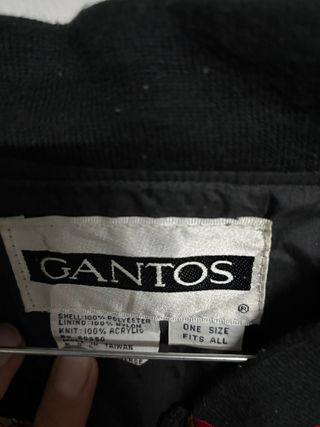 GANTOS
®
SHELL: 100% POLYESTER
LINING: 100% NYLON
KNIT: 100% ACRYLIC
TAIWAN
ONE SIZE
FITS ALL